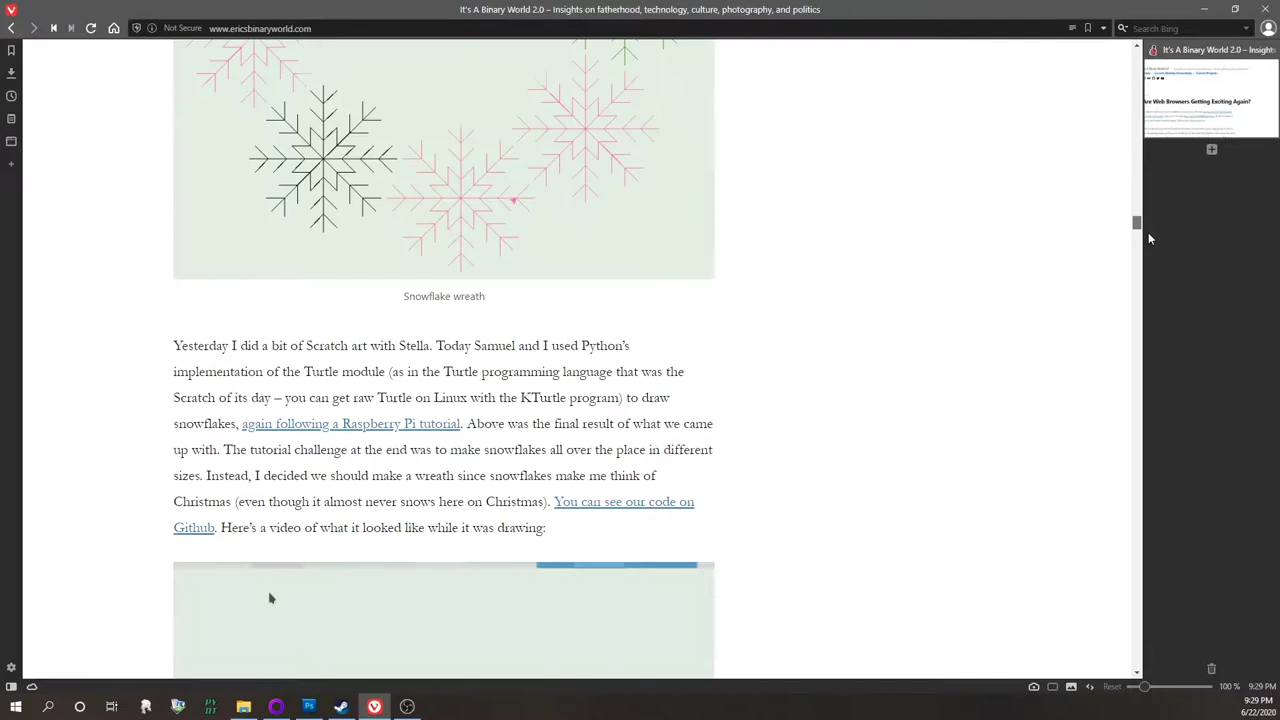 It's A Binary World 2.0 – Insights on fatherhood, technology, culture, photography, and politics
Not Secure
www.ericsbinaryworld.com
Search Bing
It's A Binary World 2.0 – Insights
Are Web Browsers Getting Exciting Again?
Snowflake wreath
Yesterday I did a bit of Scratch art with Stella. Today Samuel and I used Python’s
implementation of the Turtle module (as in the Turtle programming language that was the
Scratch of its day – you can get raw Turtle on Linux with the KTurtle program) to draw
snowflakes, again following a Raspberry Pi tutorial. Above was the final result of what we came
up with. The tutorial challenge at the end was to make snowflakes all over the place in different
sizes. Instead, I decided we should make a wreath since snowflakes make me think of
Christmas (even though it almost never snows here on Christmas). You can see our code on
Github. Here’s a video of what it looked like while it was drawing:
Reset
100 %
9:29 PM
Ps
9:29 PM
6/22/2020